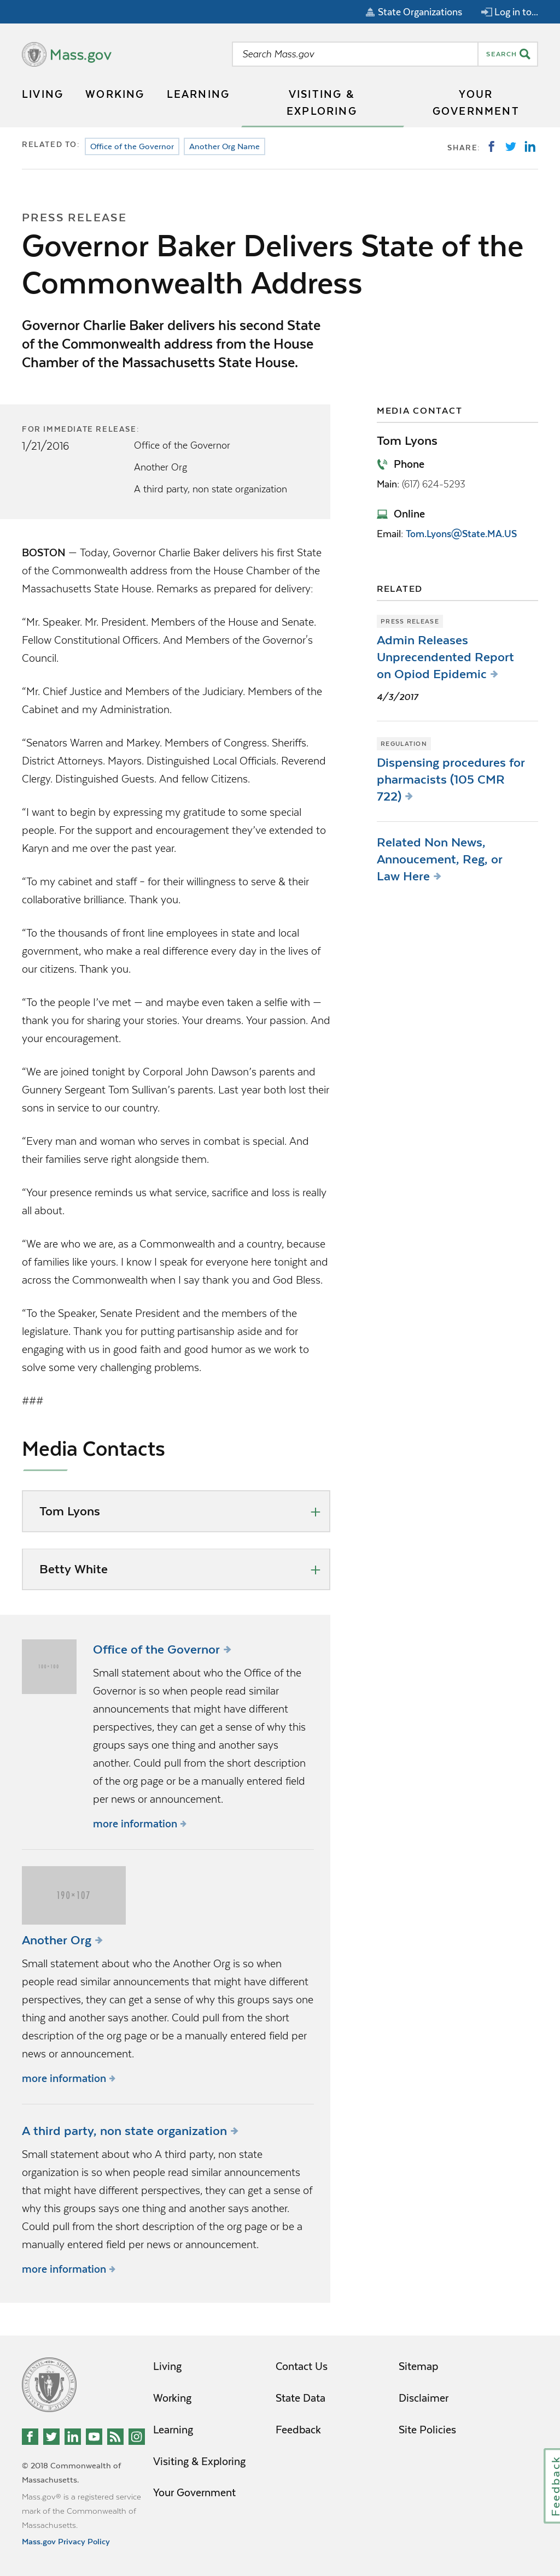 State Organizations Log in to...
Mass.gov
Search Mass.gov
SEARCH
LIVING WORKING LEARNING VISITING & EXPLORING YOUR GOVERNMENT
RELATED TO: Office of the Governor Another Org Name
SHARE:
PRESS RELEASE
Governor Baker Delivers State of the
Commonwealth Address
Governor Charlie Baker delivers his second State
of the Commonwealth address from the House
Chamber of the Massachusetts State House.
FOR IMMEDIATE RELEASE:
1/21/2016
Office of the Governor
Another Org
A third party, non state organization
BOSTON — Today, Governor Charlie Baker delivers his first State
of the Commonwealth address from the House Chamber of the
Massachusetts State House. Remarks as prepared for delivery:
“Mr. Speaker. Mr. President. Members of the House and Senate.
Fellow Constitutional Officers. And Members of the Governor's
Council.
“Mr. Chief Justice and Members of the Judiciary. Members of the
Cabinet and my Administration.
“Senators Warren and Markey. Members of Congress. Sheriffs.
District Attorneys. Mayors. Distinguished Local Officials. Reverend
Clergy. Distinguished Guests. And fellow Citizens.
“I want to begin by expressing my gratitude to some special
people. For the support and encouragement they’ve extended to
Karyn and me over the past year.
“To my cabinet and staff – for their willingness to serve & their
collaborative brilliance. Thank you.
“To the thousands of front line employees in state and local
government, who make a real difference every day in the lives of
our citizens. Thank you.
“To the people I’ve met — and maybe even taken a selfie with —
thank you for sharing your stories. Your dreams. Your passion. And
your encouragement.
“We are joined tonight by Corporal John Dawson’s parents and
Gunnery Sergeant Tom Sullivan’s parents. Last year both lost their
sons in service to our country.
“Every man and woman who serves in combat is special. And
their families serve right alongside them.
“Your presence reminds us what service, sacrifice and loss is really
all about.
“We are who we are, as a Commonwealth and a country, because
of families like yours. I know I speak for everyone here tonight and
across the Commonwealth when I say thank you and God Bless.
“To the Speaker, Senate President and the members of the
legislature. Thank you for putting partisanship aside and for
engaging with us in good faith and good humor as we work to
solve some very challenging problems.
###
MEDIA CONTACT
Tom Lyons
Phone
Main: (617) 624-5293
Online
Email: Tom.Lyons@State.MA.US
RELATED
PRESS RELEASE
Admin Releases
Unprecendented Report
on Opiod Epidemic
4/3/2017
REGULATION
Dispensing procedures for
pharmacists (105 CMR
722)
Related Non News,
Annoucement, Reg, or
Law Here
Media Contacts
Tom Lyons
Betty White
Office of the Governor
Small statement about who the Office of the
Governor is so when people read similar
announcements that might have different
perspectives, they can get a sense of why this
groups says one thing and another says
another. Could pull from the short description
of the org page or be a manually entered field
per news or announcement.
more information
190×107
Another Org
Small statement about who the Another Org is so when
people read similar announcements that might have different
perspectives, they can get a sense of why this groups says one
thing and another says another. Could pull from the short
description of the org page or be a manually entered field per
news or announcement.
more information
A third party, non state organization
Small statement about who A third party, non state
organization is so when people read similar announcements
that might have different perspectives, they can get a sense of
why this groups says one thing and another says another.
Could pull from the short description of the org page or be a
manually entered field per news or announcement.
more information
Living
Working
Learning
Visiting & Exploring
Your Government
Contact Us
State Data
Feedback
Sitemap
Disclaimer
Site Policies
© 2018 Commonwealth of
Massachusetts.
Mass.gov® is a registered service
mark of the Commonwealth of
Massachusetts.
Mass.gov Privacy Policy
Feedback